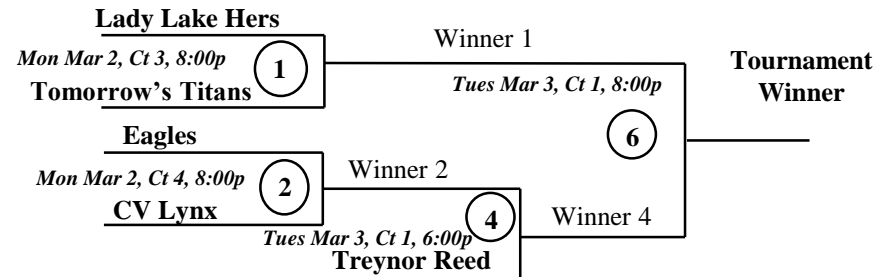 Lady Lake Hers
Winner 1
Mon Mar 2, Ct 3, 8:00p
1
Tomorrow's Titans
Tues Mar 3, Ct 1, 8:00p
Tournament
Winner
Eagles
6
Mon Mar 2, Ct 4, 8:00p
2
Winner 2
CV Lynx
4
Winner 4
Tues Mar 3, Ct 1, 6:00p
Treynor Reed